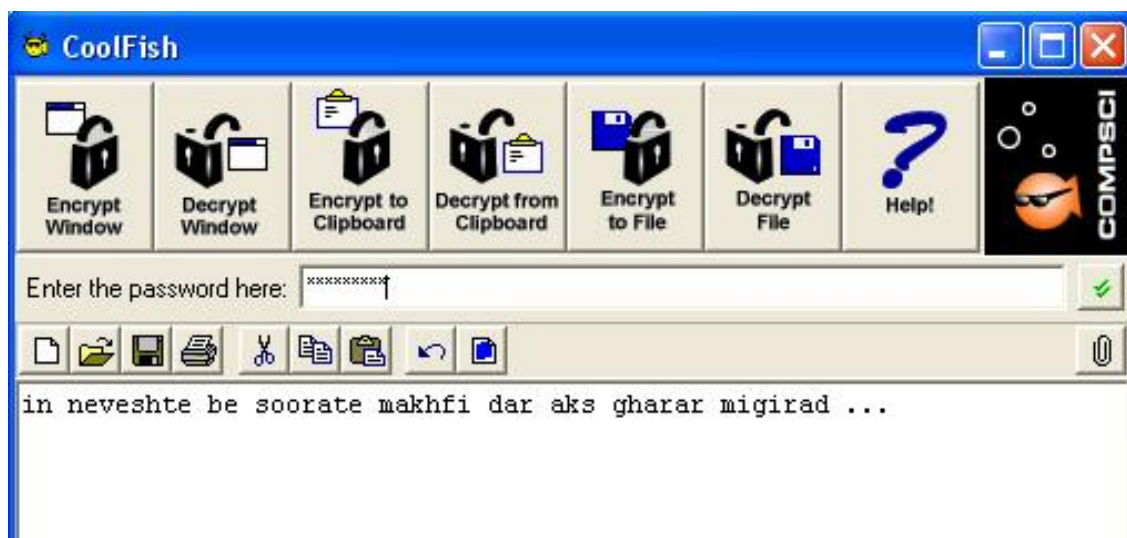 CoolFish
Encrypt Window
Decrypt Window
Encrypt to Clipboard
Decrypt from Clipboard
Encrypt to File
Decrypt File
Help!
COMPSCI
Enter the password here: *********
in neveshte be soorate makhfi dar aks gharar migirad ...